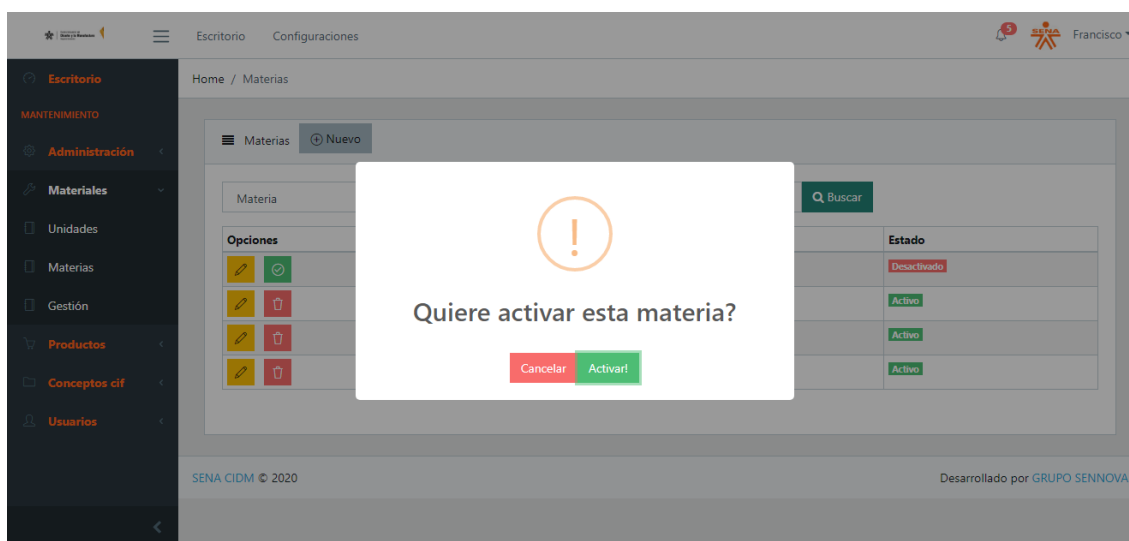 Escritorio Configuraciones 5 SENA Francisco
Escritorio
Home / Materias
MANTENIMIENTO
Materias Nuevo
Administración
Materiales
Materia
Buscar
Unidades
Opciones
Estado
Desactivado
Materias
Activo
Gestión
Activo
Productos
Activo
Conceptos cif
Usuarios
!
Quiere activar esta materia?
Cancelar Activar!
SENA CIDM © 2020
Desarrollado por GRUPO SENNOVA